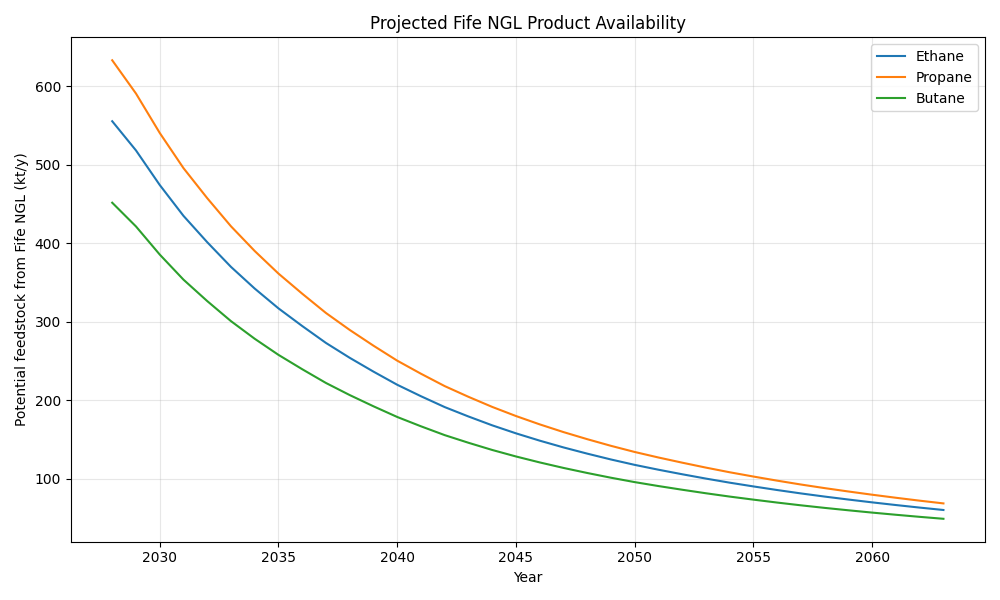 Projected Fife NGL Product Availability
Ethane
Propane
Butane
Potential feedstock from Fife NGL (kt/y)
600
500
400
300
200
100
2030
2035
2040
2045
2050
2055
2060
Year